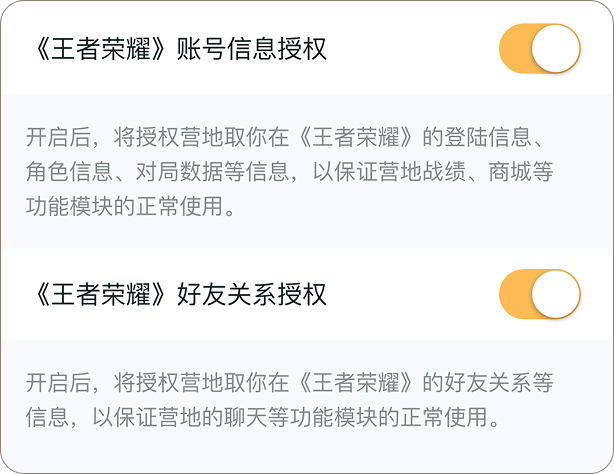 《王者荣耀》账号信息授权
开启后，将授权营地取你在《王者荣耀》的登陆信息、
角色信息、对局数据等信息，以保证营地战绩、商城等
功能模块的正常使用。
《王者荣耀》好友关系授权
开启后，将授权营地取你在《王者荣耀》的好友关系等
信息，以保证营地的聊天等功能模块的正常使用。